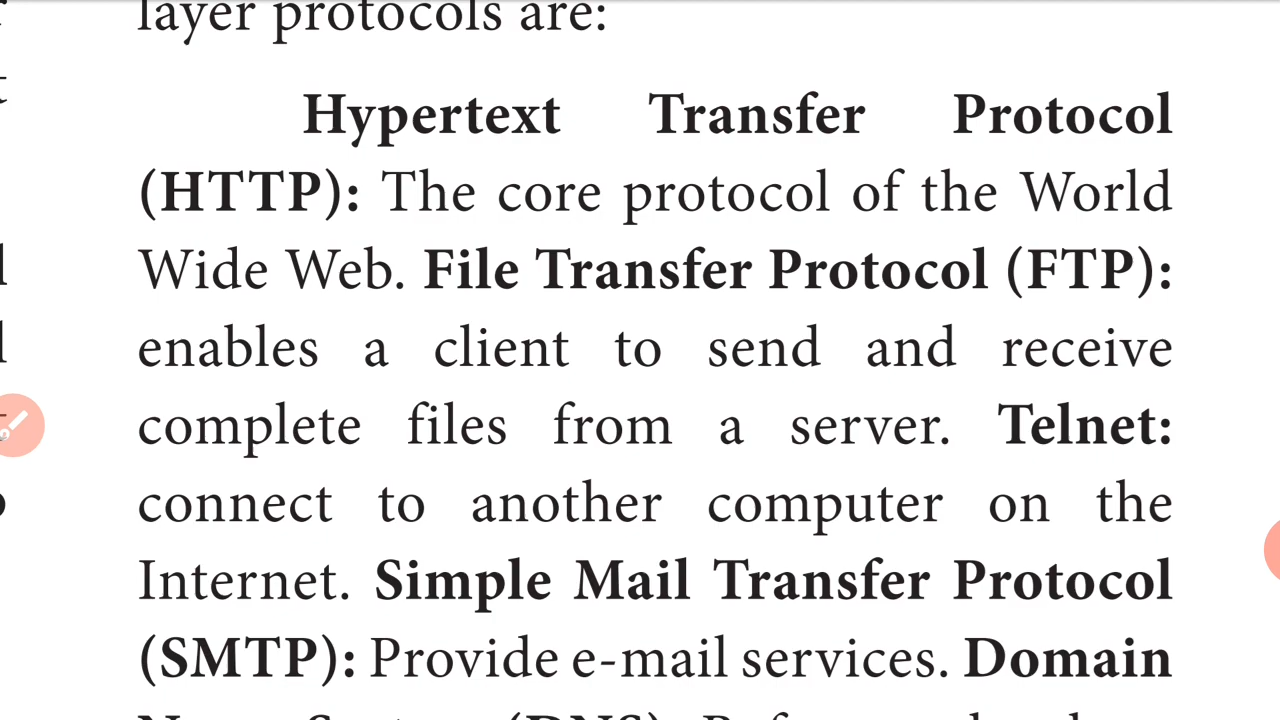 layer protocols are:
Hypertext Transfer Protocol
(HTTP): The core protocol of the World
Wide Web. File Transfer Protocol (FTP):
enables a client to send and receive
complete files from a server. Telnet:
connect to another computer on the
Internet. Simple Mail Transfer Protocol
(SMTP): Provide e-mail services. Domain
(DNS)